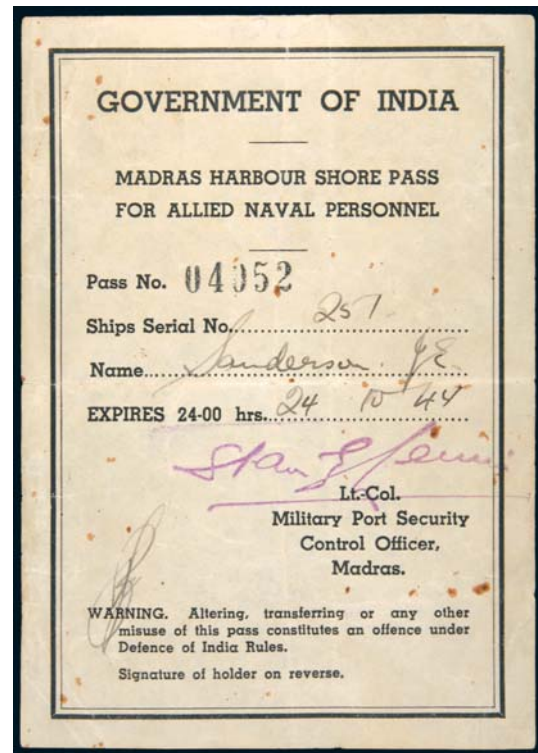 GOVERNMENT OF INDIA
MADRAS HARBOUR SHORE PASS
FOR ALLIED NAVAL PERSONNEL
Pass No. 04052
Ships Serial No. 257
Name Sanderson. J.E.
EXPIRES 24-00 hrs. 24 10 44
Stan
Lt.-Col.
Military Port Security
Control Officer,
Madras.
WARNING. Altering, transferring or any other
misuse of this pass constitutes an offence under
Defence of India Rules.
Signature of holder on reverse.